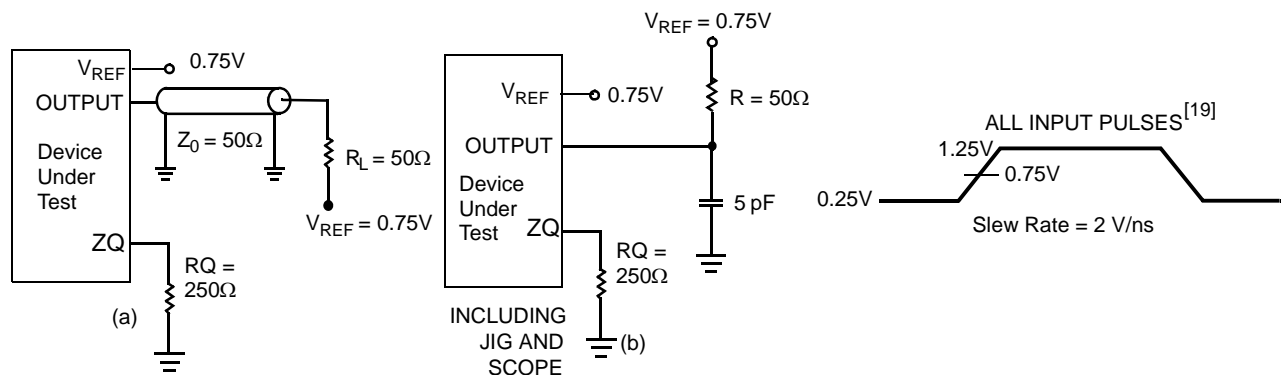 V_REF 0.75V
OUTPUT
Z_0 = 50Ω
Device
Under
Test
R_L = 50Ω
V_REF = 0.75V
ZQ
RQ =
250Ω
(a)
V_REF = 0.75V
R = 50Ω
V_REF 0.75V
OUTPUT
Device
Under
Test
5 pF
ZQ
RQ =
250Ω
INCLUDING
JIG AND
SCOPE
(b)
ALL INPUT PULSES[19]
1.25V
0.75V
0.25V
Slew Rate = 2 V/ns